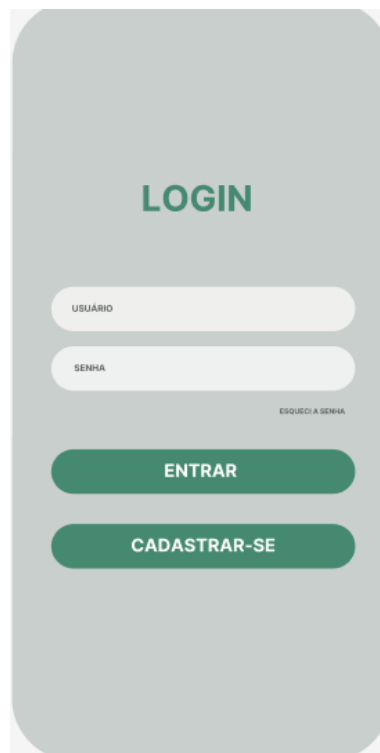 LOGIN
USUÁRIO
SENHA
ESQUECI A SENHA
ENTRAR
CADASTRAR-SE